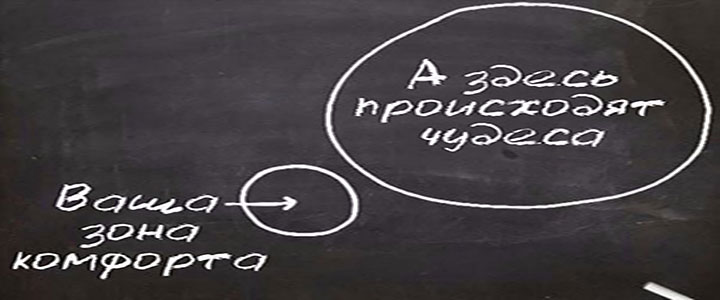 А здесь
происходят
чудеса
Ваша
зона
комфорта